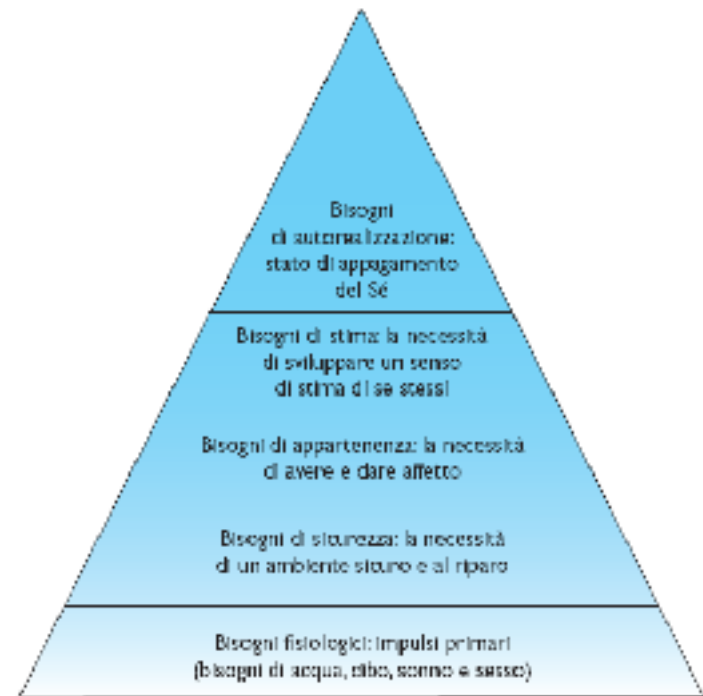 Bisogni
di autorealizzazione:
stato di appagamento
del Sé
Bisogni di stima: la necessità
di sviluppare un senso
di stima di se stessi
Bisogni di appartenenza: la necessità
di avere e dare affetto
Bisogni di sicurezza: la necessità
di un ambiente sicuro e al riparo
Bisogni fisiologici: impulsi primari
(bisogni di acqua, cibo, sonno e sesso)